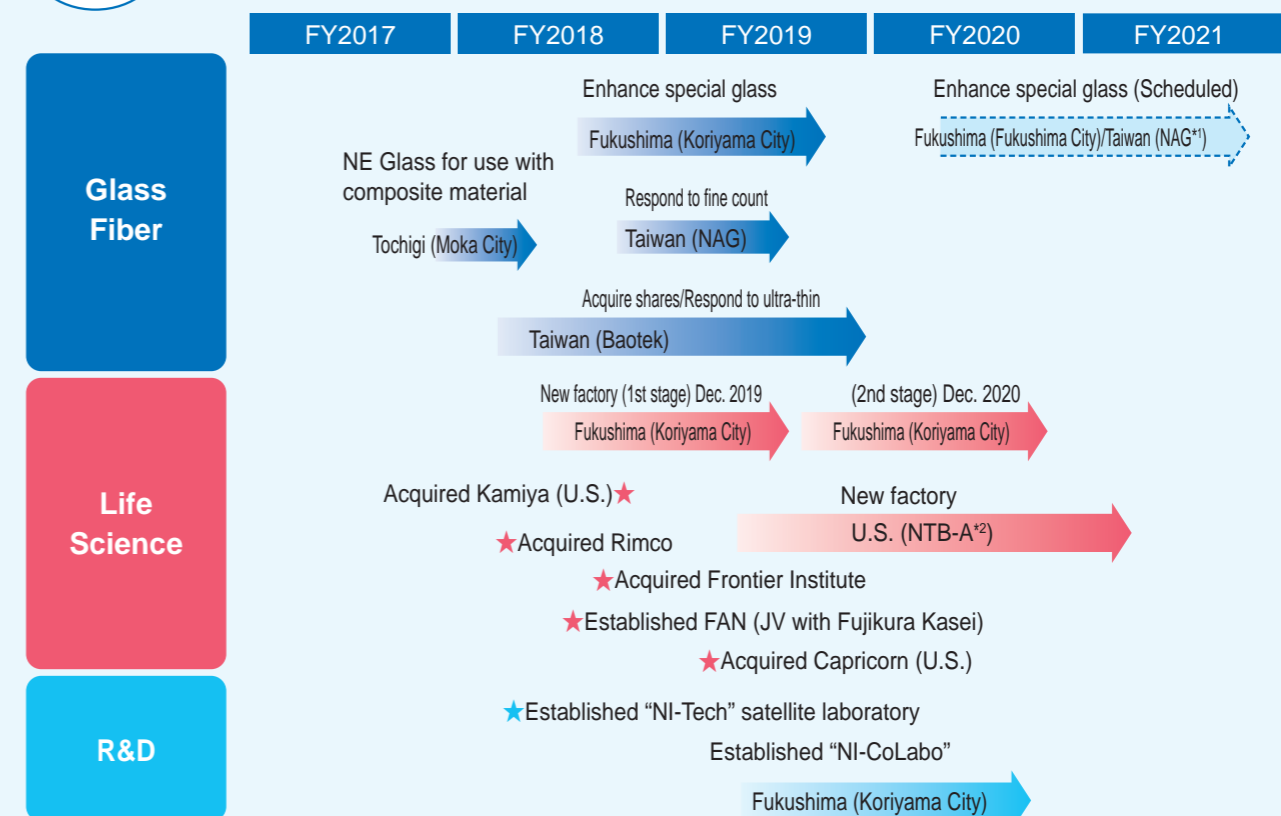 FY2017 FY2018 FY2019 FY2020 FY2021
Glass
Fiber
Enhance special glass
Fukushima (Koriyama City)
Enhance special glass (Scheduled)
Fukushima (Fukushima City)/Taiwan (NAG*1)
NE Glass for use with
composite material
Tochigi (Moka City)
Respond to fine count
Taiwan (NAG)
Acquire shares/Respond to ultra-thin
Taiwan (Baotek)
Life
Science
New factory (1st stage) Dec. 2019
Fukushima (Koriyama City)
(2nd stage) Dec. 2020
Fukushima (Koriyama City)
Acquired Kamiya (U.S.)★
New factory
U.S. (NTB-A*2)
★Acquired Rimco
★Acquired Frontier Institute
★Established FAN (JV with Fujikura Kasei)
★Acquired Capricorn (U.S.)
R&D
★Established “NI-Tech” satellite laboratory
Established “NI-CoLabo”
Fukushima (Koriyama City)